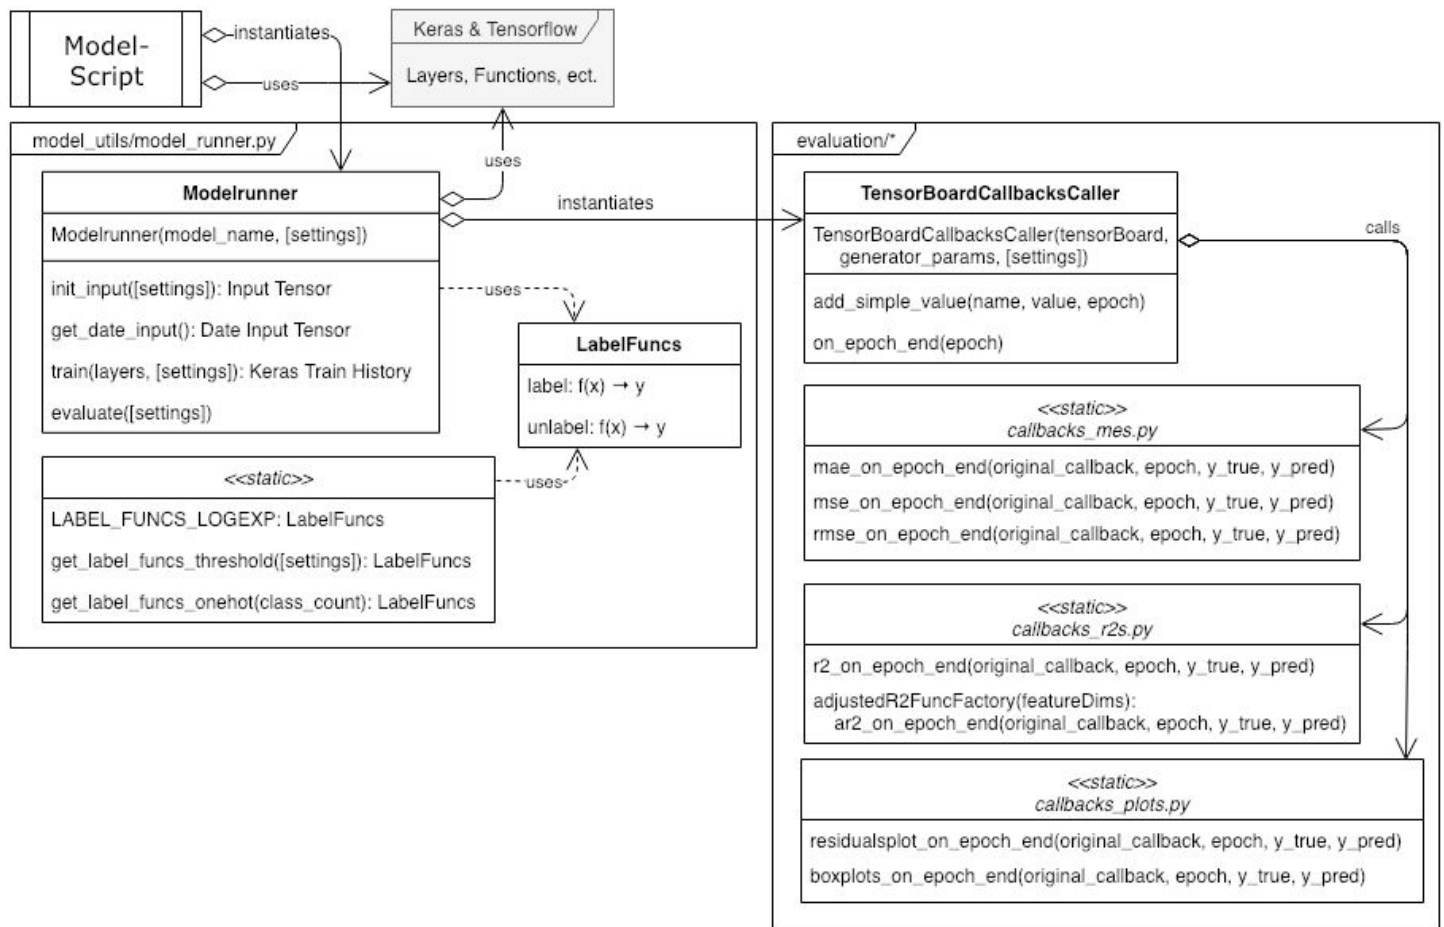 Model-
Script
instantiates
uses
Keras & Tensorflow
Layers, Functions, ect.
model_utils/model_runner.py
uses
Modelrunner
Modelrunner(model_name, [settings])
init_input([settings]): Input Tensor
get_date_input(): Date Input Tensor
train(layers, [settings]): Keras Train History
evaluate([settings])
instantiates
uses
LabelFuncs
label: f(x) → y
unlabel: f(x) → y
<<static>>
LABEL_FUNCS_LOGEXP: LabelFuncs
get_label_funcs_threshold([settings]): LabelFuncs
get_label_funcs_onehot(class_count): LabelFuncs
uses
evaluation/*
TensorBoardCallbacksCaller
TensorBoardCallbacksCaller(tensorBoard,
generator_params, [settings])
add_simple_value(name, value, epoch)
on_epoch_end(epoch)
calls
<<static>>
callbacks_mes.py
mae_on_epoch_end(original_callback, epoch, y_true, y_pred)
mse_on_epoch_end(original_callback, epoch, y_true, y_pred)
rmse_on_epoch_end(original_callback, epoch, y_true, y_pred)
<<static>>
callbacks_r2s.py
r2_on_epoch_end(original_callback, epoch, y_true, y_pred)
adjustedR2FuncFactory(featureDims):
ar2_on_epoch_end(original_callback, epoch, y_true, y_pred)
<<static>>
callbacks_plots.py
residualsplot_on_epoch_end(original_callback, epoch, y_true, y_pred)
boxplots_on_epoch_end(original_callback, epoch, y_true, y_pred)